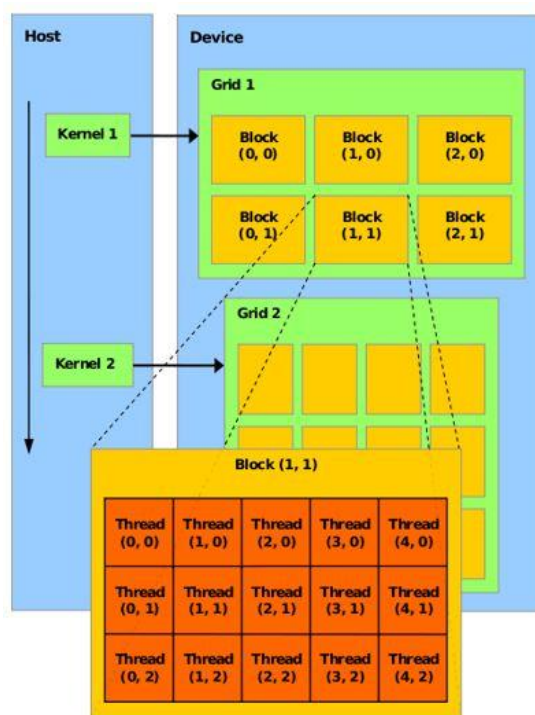 Host
Device
Grid 1
Kernel 1
Block
(0, 0)
Block
(1, 0)
Block
(2, 0)
Block
(0, 1)
Block
(1, 1)
Block
(2, 1)
Grid 2
Kernel 2
Block (1, 1)
Thread
(0, 0)
Thread
(1, 0)
Thread
(2, 0)
Thread
(3, 0)
Thread
(4, 0)
Thread
(0, 1)
Thread
(1, 1)
Thread
(2, 1)
Thread
(3, 1)
Thread
(4, 1)
Thread
(0, 2)
Thread
(1, 2)
Thread
(2, 2)
Thread
(3, 2)
Thread
(4, 2)